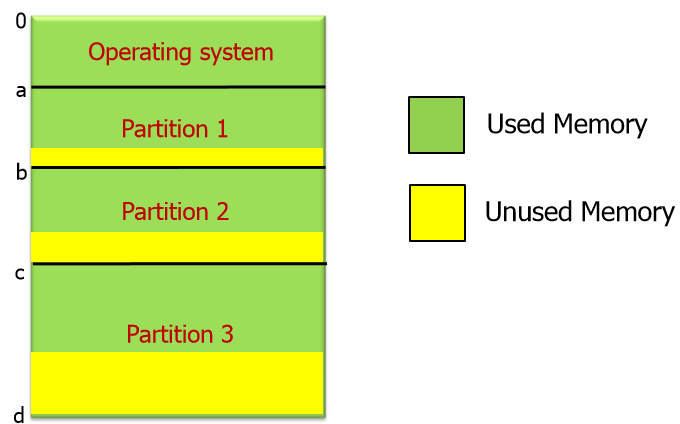 0
Operating system
a
Partition 1
b
Partition 2
c
Partition 3
d
Used Memory
Unused Memory